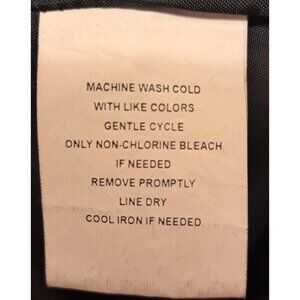 MACHINE WASH COLD
WITH LIKE COLORS
GENTLE CYCLE
ONLY NON-CHLORINE BLEACH
IF NEEDED
REMOVE PROMPTLY
LINE DRY
COOL IRON IF NEEDED